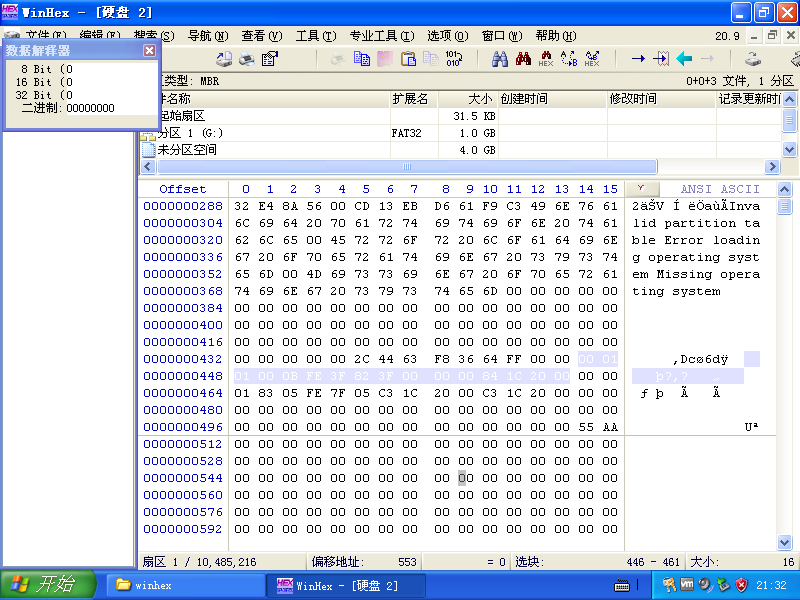 WinHex - [硬盘 2]
文件(F) 编辑(E) 搜索(S) 导航(N) 查看(V) 工具(T) 专业工具(I) 选项(O) 窗口(W) 帮助(H) 20.9
数据解释器
8 Bit (0
16 Bit (0
32 Bit (0
二进制: 00000000
区类型: MBR 0+0+3 文件, 1 分区
件名称 扩展名 大小 创建时间 修改时间 记录更新时
起始扇区 31.5 KB
分区 1 (G:) FAT32 1.0 GB
未分区空间 4.0 GB
Offset 0 1 2 3 4 5 6 7 8 9 10 11 12 13 14 15 ANSI ASCII
0000000288 32 E4 8A 56 00 CD 13 EB D6 61 F9 C3 49 6E 76 61 2äŠV Í ëÖaùÃInva
0000000304 6C 69 64 20 70 61 72 74 69 74 69 6F 6E 20 74 61 lid partition ta
0000000320 62 6C 65 00 45 72 72 6F 72 20 6C 6F 61 64 69 6E ble Error loadin
0000000336 67 20 6F 70 65 72 61 74 69 6E 67 20 73 79 73 74 g operating syst
0000000352 65 6D 00 4D 69 73 73 69 6E 67 20 6F 70 65 72 61 em Missing opera
0000000368 74 69 6E 67 20 73 79 73 74 65 6D 00 00 00 00 00 ting system
0000000384 00 00 00 00 00 00 00 00 00 00 00 00 00 00 00 00
0000000400 00 00 00 00 00 00 00 00 00 00 00 00 00 00 00 00
0000000416 00 00 00 00 00 00 00 00 00 00 00 00 00 00 00 00
0000000432 00 00 00 00 00 2C 44 63 F8 36 64 FF 00 00 00 01 ,Dcø6dÿ
0000000448 01 00 0B FE 3F 82 3F 00 00 00 84 1C 20 00 00 00 þ?‚?
0000000464 01 83 05 FE 7F 05 C3 1C 20 00 C3 1C 20 00 00 00 ƒ þ Ã Ã
0000000480 00 00 00 00 00 00 00 00 00 00 00 00 00 00 00 00
0000000496 00 00 00 00 00 00 00 00 00 00 00 00 00 00 55 AA Uª
0000000512 00 00 00 00 00 00 00 00 00 00 00 00 00 00 00 00
0000000528 00 00 00 00 00 00 00 00 00 00 00 00 00 00 00 00
0000000544 00 00 00 00 00 00 00 00 00 00 00 00 00 00 00 00
0000000560 00 00 00 00 00 00 00 00 00 00 00 00 00 00 00 00
0000000576 00 00 00 00 00 00 00 00 00 00 00 00 00 00 00 00
0000000592 00 00 00 00 00 00 00 00 00 00 00 00 00 00 00 00
扇区 1 / 10,485,216 偏移地址: 553 = 0 选块: 446 - 461 大小: 16
开始 winhex WinHex - [硬盘 2] 21:32